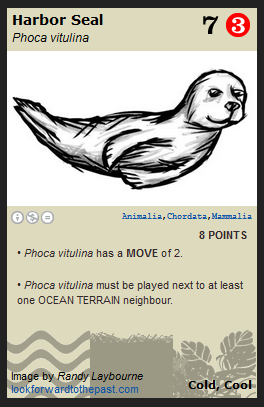 Harbor Seal
Phoca vitulina
7 3
Animalia,Chordata,Mammalia
8 POINTS
• Phoca vitulina has a MOVE of 2.
• Phoca vitulina must be played next to at least
one OCEAN TERRAIN neighbour.
Image by Randy Laybourne
lookforwardtothepast.com
Cold, Cool